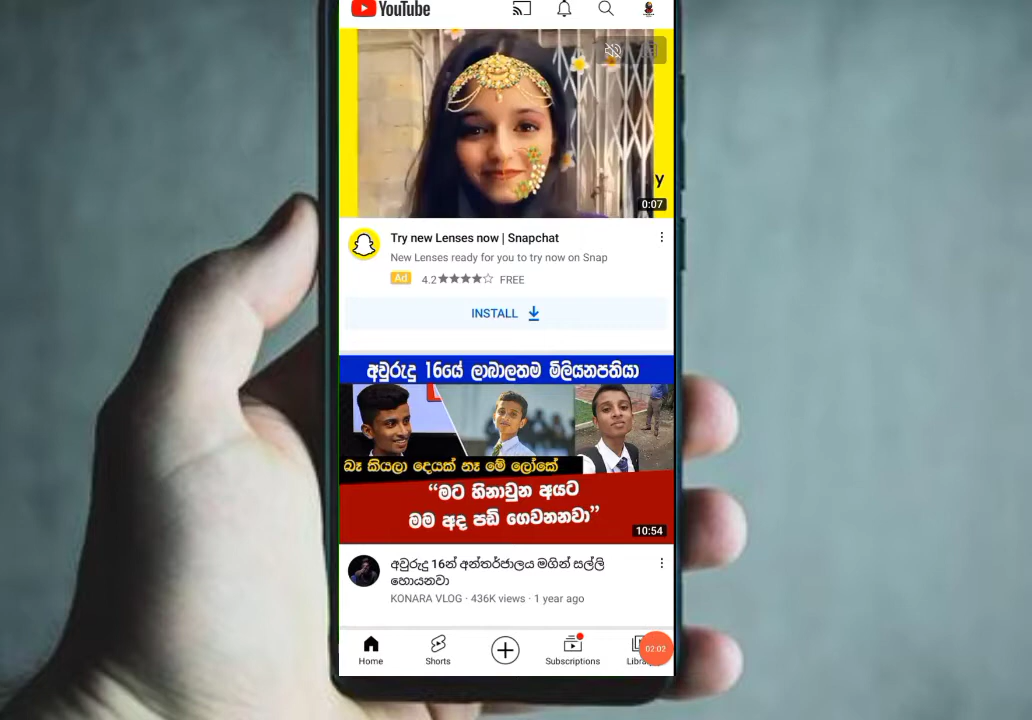 YouTube
y
0:07
Try new Lenses now | Snapchat
New Lenses ready for you to try now on Snap
Ad 4.2 FREE
INSTALL
අවුරුදු 16යේ ලාබාලතම මිලියනපතියා
බෑ කියලා දෙයක් නෑ මේ ලෝකේ
“මට හිනාවුන අයට
මම අද පඩි ගෙවනනවා”
10:54
අවුරුදු 16න් අන්තර්ජාලය මගින් සල්ලි
හොයනවා
KONARA VLOG · 436K views · 1 year ago
Home Shorts Subscriptions
02:02